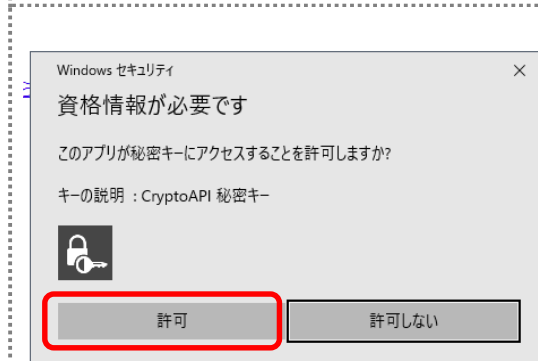 Windows セキュリティ
資格情報が必要です
このアプリが秘密キーにアクセスすることを許可しますか?
キーの説明 : CryptoAPI 秘密キー
許可
許可しない